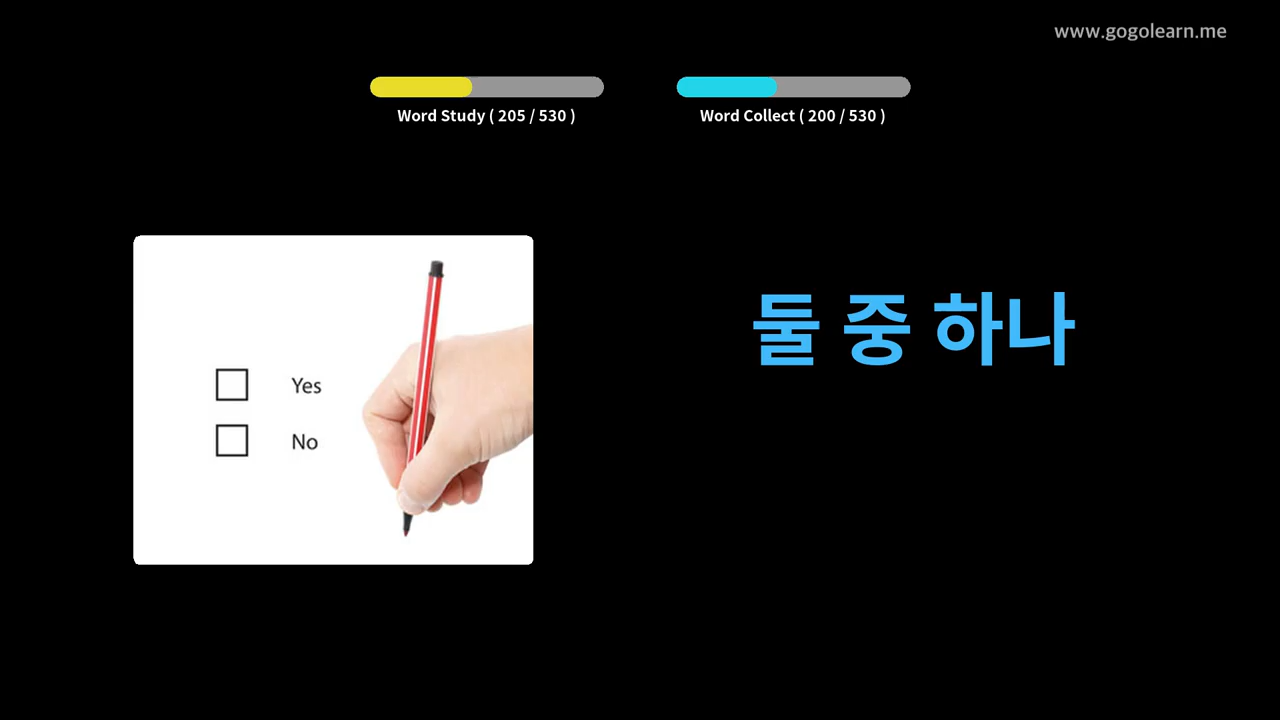 www.gogolearn.me
Word Study ( 205 / 530 )
Word Collect ( 200 / 530 )
둘 중 하나
Yes
No